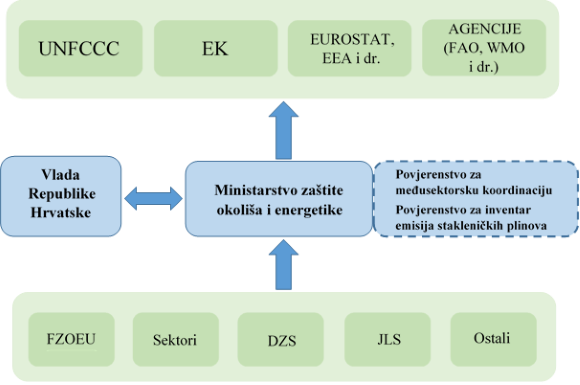 UNFCCC
EK
EUROSTAT,
EEA i dr.
AGENCIJE
(FAO, WMO
i dr.)
Vlada
Republike
Hrvatske
Ministarstvo zaštite
okoliša i energetike
Povjerenstvo za
međusektorsku koordinaciju
Povjerenstvo za inventar
emisija stakleničkih plinova
FZOEU
Sektori
DZS
JLS
Ostali